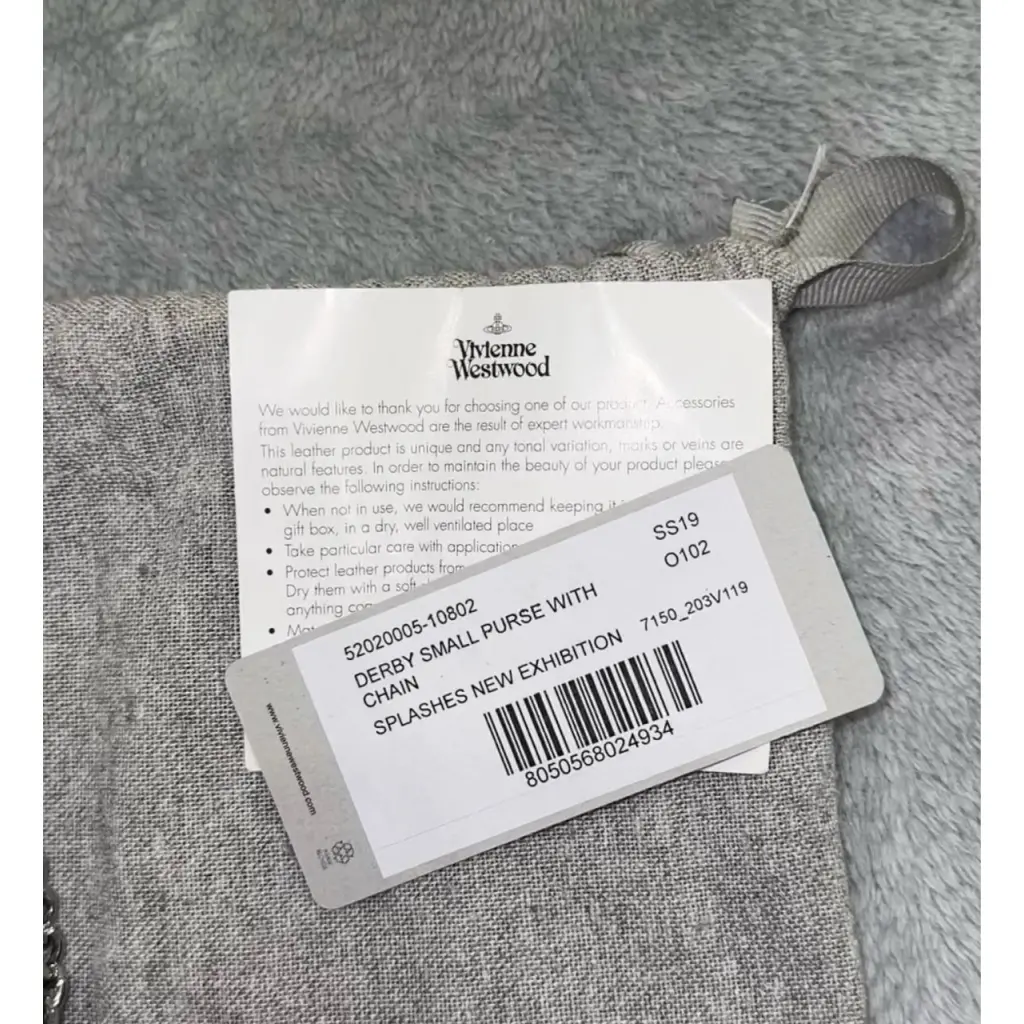 Vivienne
Westwood
We would like to thank you for choosing one of our product. Accessories
from Vivienne Westwood are the result of expert workmanship.
This leather product is unique and any tonal variation, marks or veins are
natural features. In order to maintain the beauty of your product please
observe the following instructions:
• When not in use, we would recommend keeping it
gift box, in a dry, well ventilated place
• Take particular care with application
• Protect leather products from
Dry them with a soft
anything
•
SS19
O102
52020005-10802
DERBY SMALL PURSE WITH
CHAIN
SPLASHES NEW EXHIBITION 7150_203V119
8050568024934
www.viviennewestwood.com